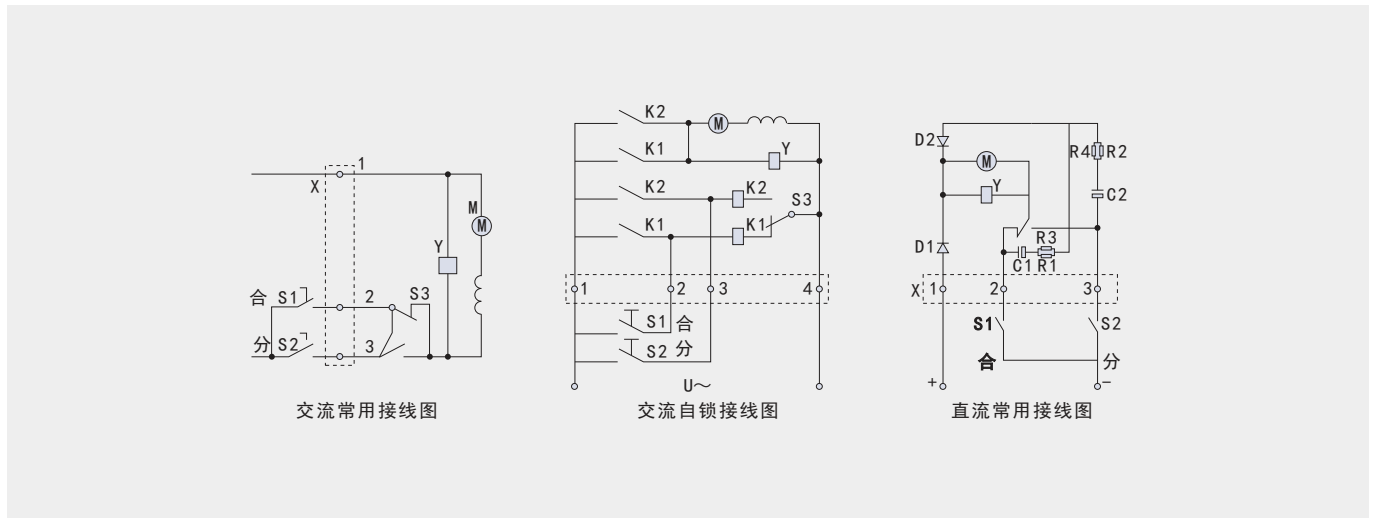 1
X
M
M
Y
合 S1
2
S3
分 S2
3
交流常用接线图
K2
M
K1
Y
K2
K2
S3
K1
K1
1
2
3
4
S1 合
S2 分
U～
交流自锁接线图
D2
M
R4
R2
Y
C2
D1
R3
C1 R1
X 1
2
3
S1
S2
合
分
+
-
直流常用接线图